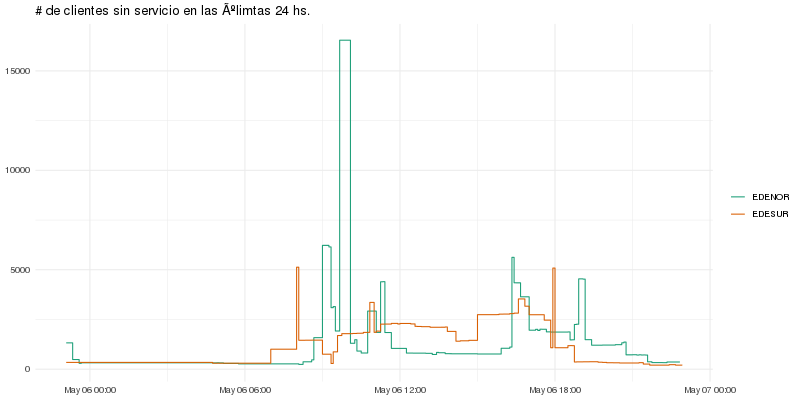 # de clientes sin servicio en las Ãºlimtas 24 hs.
15000
10000
5000
0
May 06 00:00
May 06 06:00
May 06 12:00
May 06 18:00
May 07 00:00
EDENOR
EDESUR